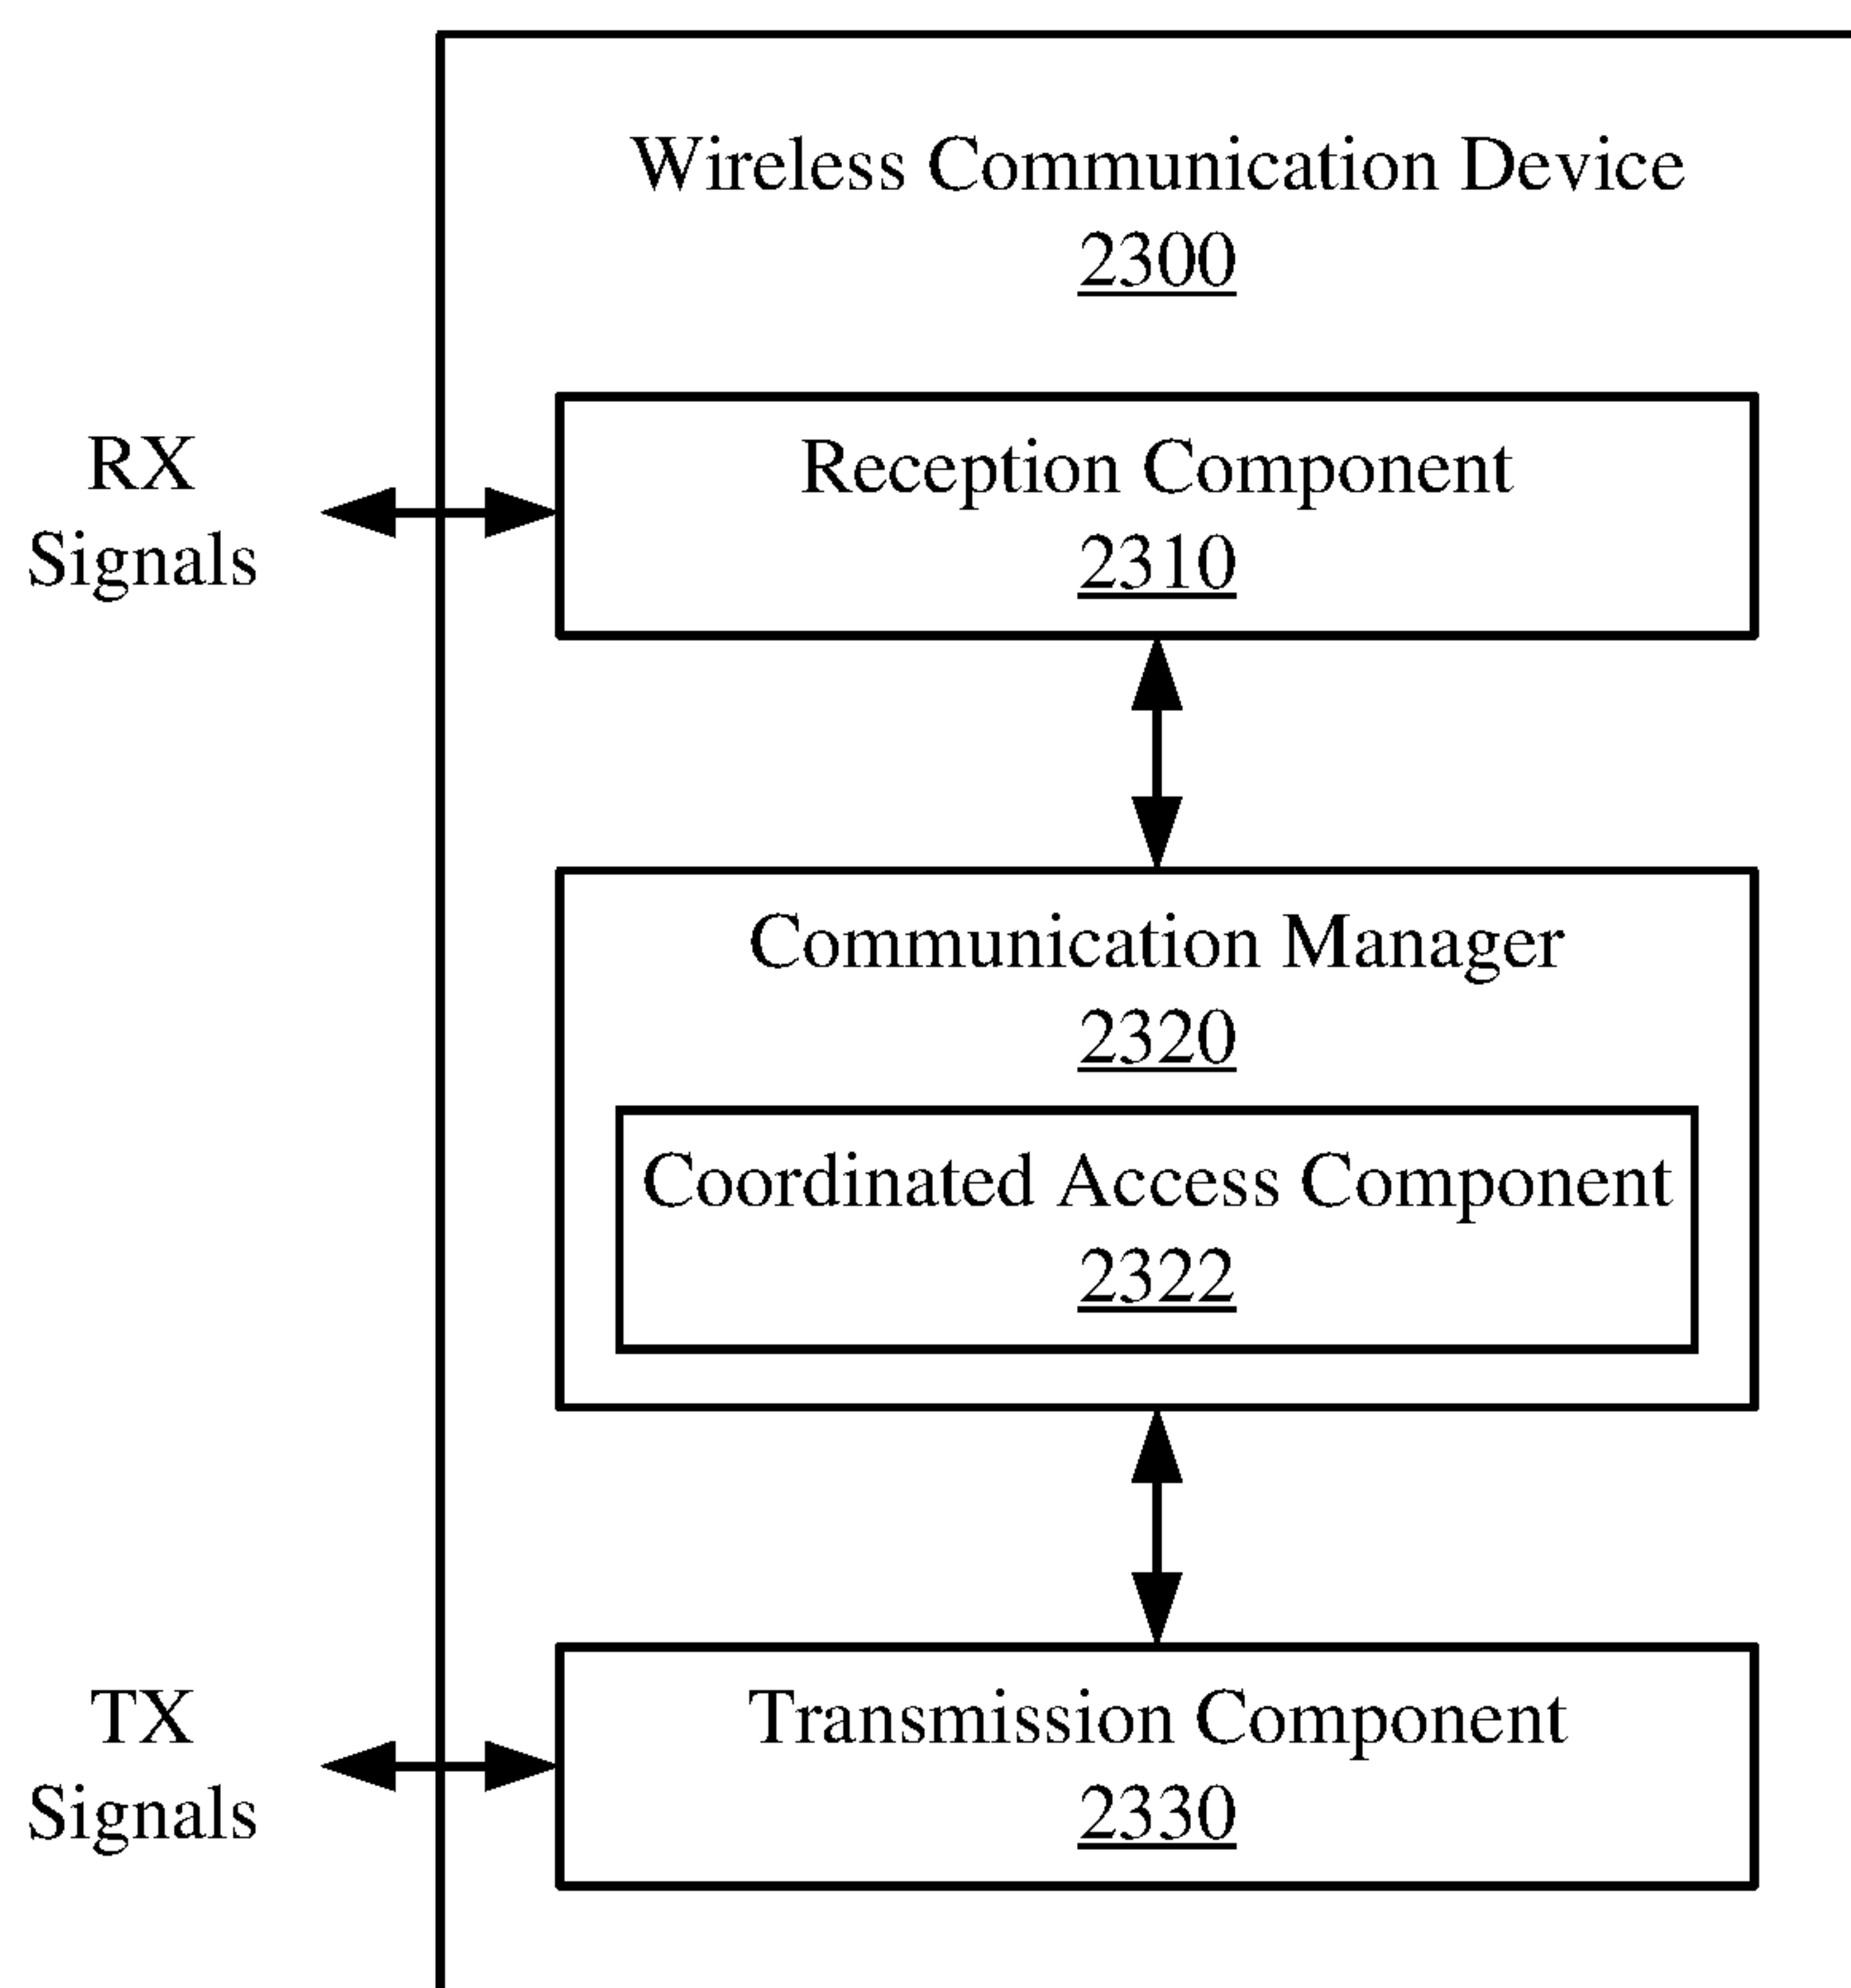 Wireless Communication Device
2300
RX
Signals
Reception Component
2310
Communication Manager
2320
Coordinated Access Component
2322
TX
Signals
Transmission Component
2330